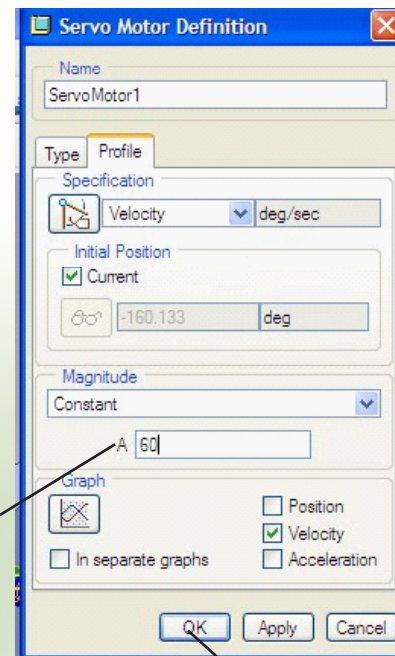 Servo Motor Definition
Name
ServoMotor1
Type Profile
Specification
Velocity deg/sec
Initial Position
Current
-160.133 deg
Magnitude
Constant
A 60
Graph
Position
Velocity
In separate graphs Acceleration
OK Apply Cancel